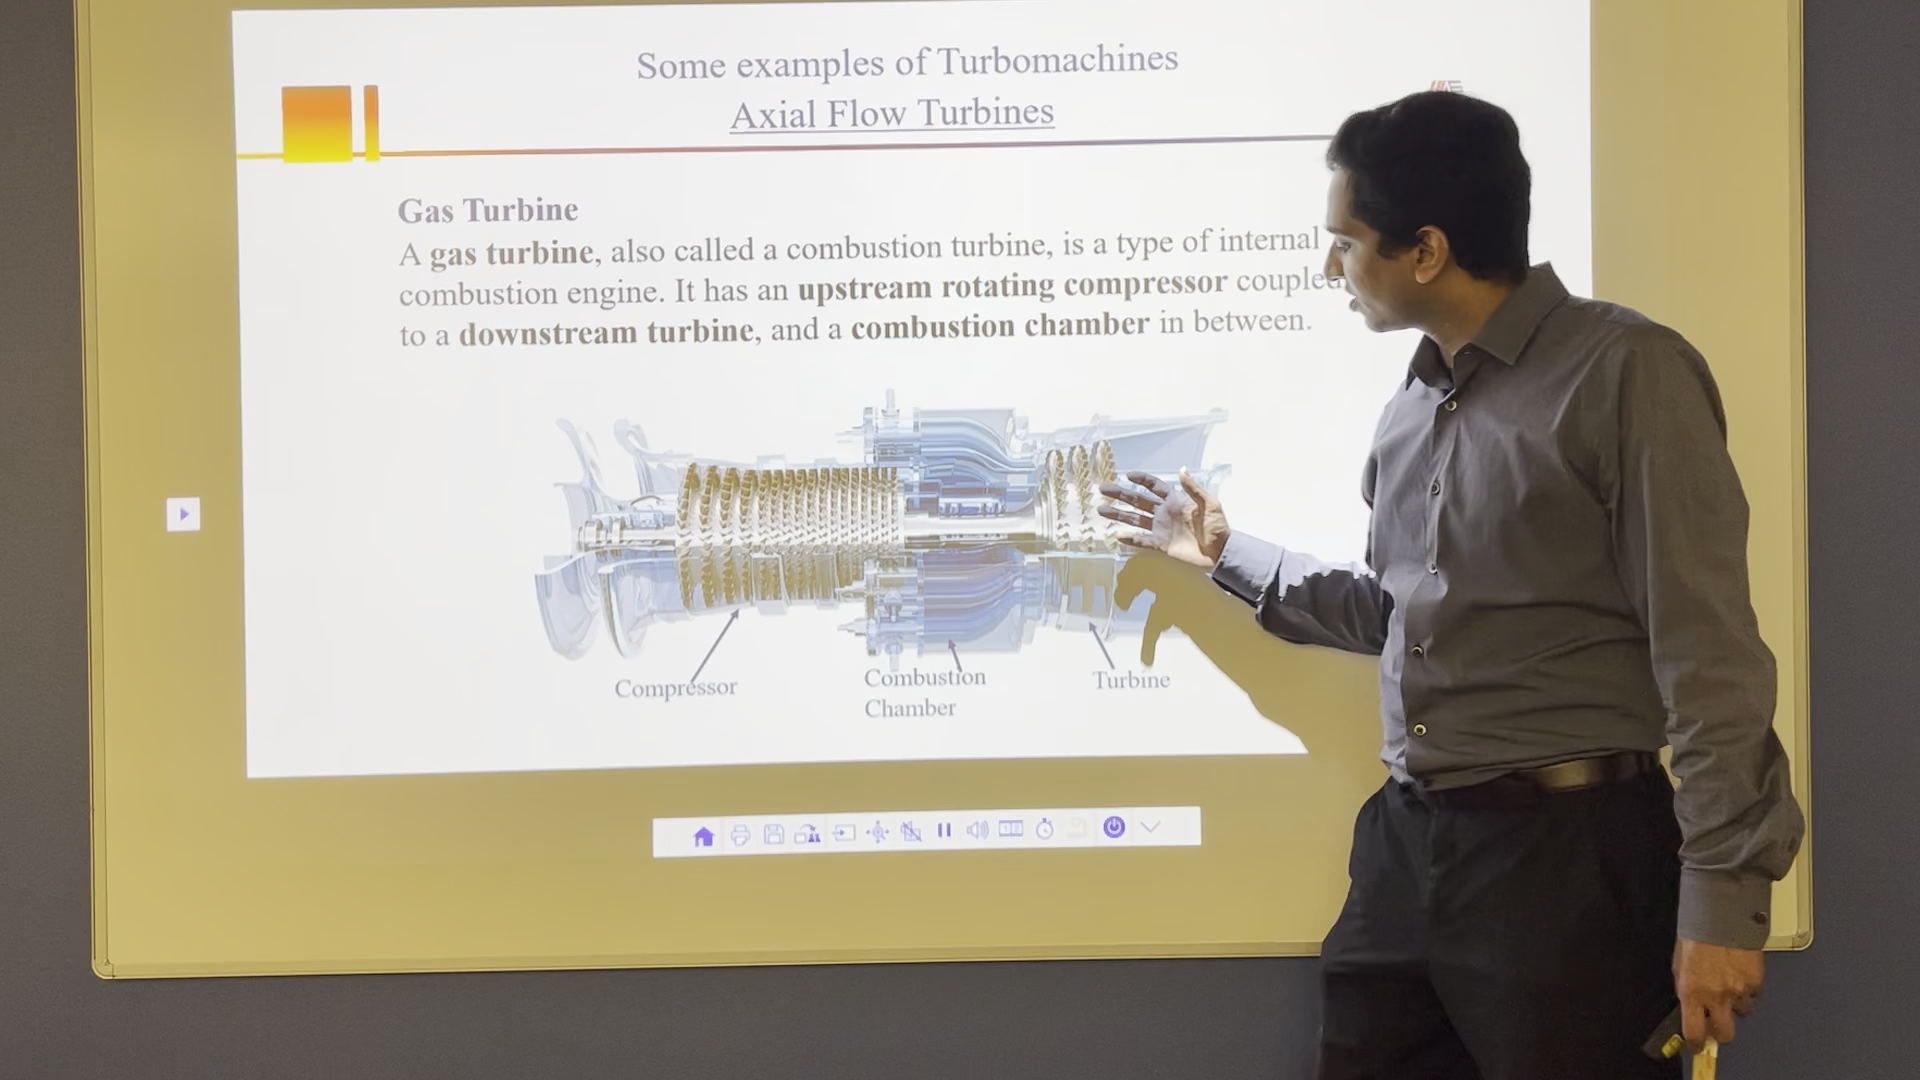 Some examples of Turbomachines
Axial Flow Turbines
Gas Turbine
A gas turbine, also called a combustion turbine, is a type of internal
combustion engine. It has an upstream rotating compressor coupled
to a downstream turbine, and a combustion chamber in between.
Compressor
Combustion
Chamber
Turbine